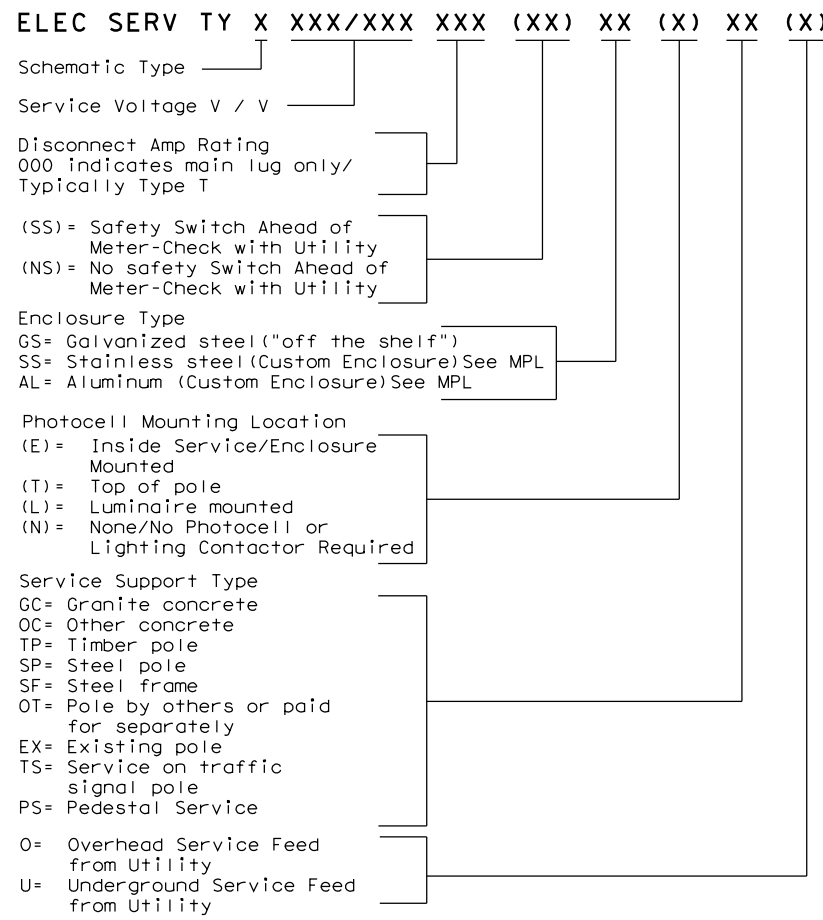 ELEC SERV TY X XXX/XXX XXX (XX) XX (X) XX (X)
Schematic Type
Service Voltage V / V
Disconnect Amp Rating
000 indicates main lug only/
Typically Type T
(SS)= Safety Switch Ahead of
Meter-Check with Utility
(NS)= No safety Switch Ahead of
Meter-Check with Utility
Enclosure Type
GS= Galvanized steel("off the shelf")
SS= Stainless steel(Custom Enclosure)See MPL
AL= Aluminum (Custom Enclosure)See MPL
Photocell Mounting Location
(E)= Inside Service/Enclosure
Mounted
(T)= Top of pole
(L)= Luminaire mounted
(N)= None/No Photocell or
Lighting Contactor Required
Service Support Type
GC= Granite concrete
OC= Other concrete
TP= Timber pole
SP= Steel pole
SF= Steel frame
OT= Pole by others or paid
for separately
EX= Existing pole
TS= Service on traffic
signal pole
PS= Pedestal Service
O= Overhead Service Feed
from Utility
U= Underground Service Feed
from Utility